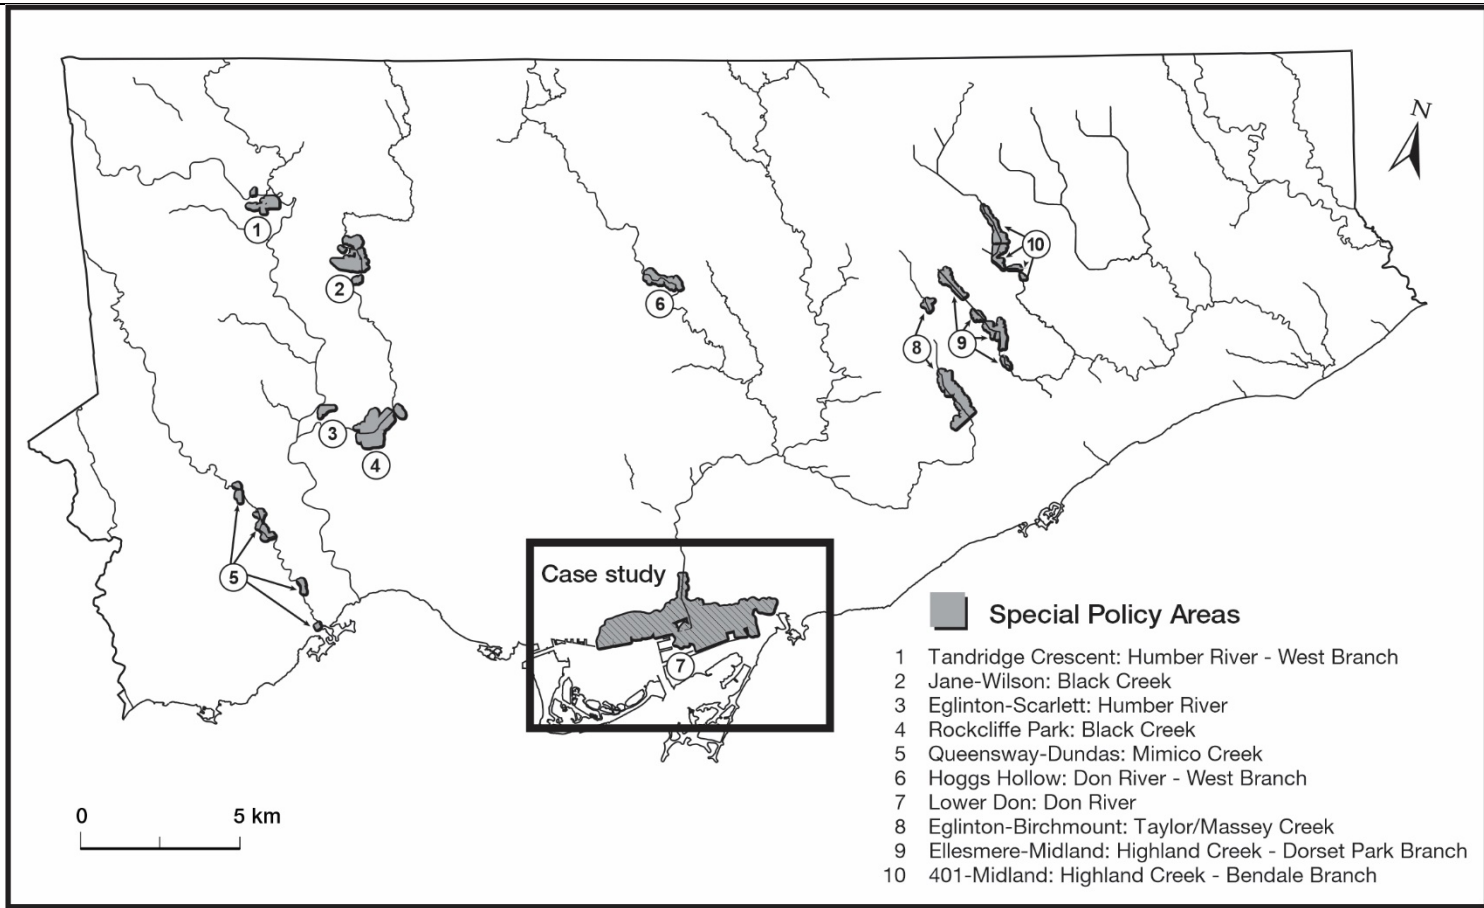 N
1
2
10
6
8
9
3
4
5
Case study
7
Special Policy Areas
1 Tandridge Crescent: Humber River - West Branch
2 Jane-Wilson: Black Creek
3 Eglinton-Scarlett: Humber River
4 Rockcliffe Park: Black Creek
5 Queensway-Dundas: Mimico Creek
6 Hoggs Hollow: Don River - West Branch
7 Lower Don: Don River
8 Eglinton-Birchmount: Taylor/Massey Creek
9 Ellesmere-Midland: Highland Creek - Dorset Park Branch
10 401-Midland: Highland Creek - Bendale Branch
0 5 km